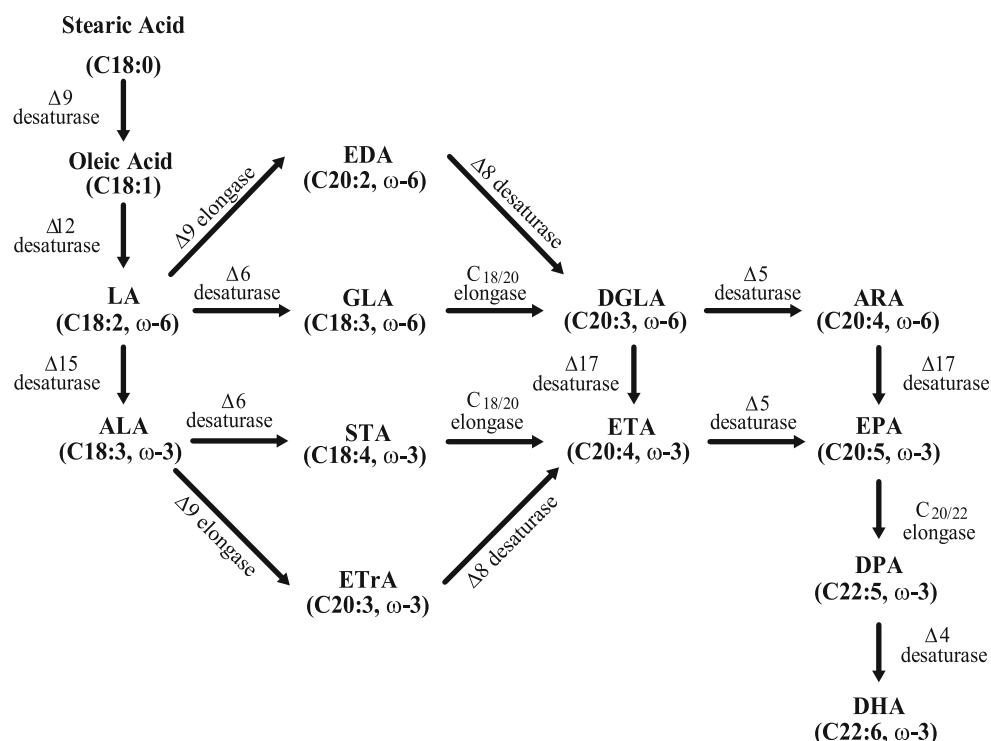 Stearic Acid
(C18:0)
Δ9
desaturase
Oleic Acid
(C18:1)
EDA
(C20:2, ω-6)
Δ9 elongase
Δ8 desaturase
Δ12
desaturase
LA
(C18:2, ω-6)
Δ6
desaturase
GLA
(C18:3, ω-6)
C18/20
elongase
DGLA
(C20:3, ω-6)
Δ5
desaturase
ARA
(C20:4, ω-6)
Δ15
desaturase
Δ17
desaturase
Δ17
desaturase
ALA
(C18:3, ω-3)
Δ6
desaturase
STA
(C18:4, ω-3)
C18/20
elongase
ETA
(C20:4, ω-3)
Δ5
desaturase
EPA
(C20:5, ω-3)
Δ9 elongase
Δ8 desaturase
C20/22
elongase
ETrA
(C20:3, ω-3)
DPA
(C22:5, ω-3)
Δ4
desaturase
DHA
(C22:6, ω-3)